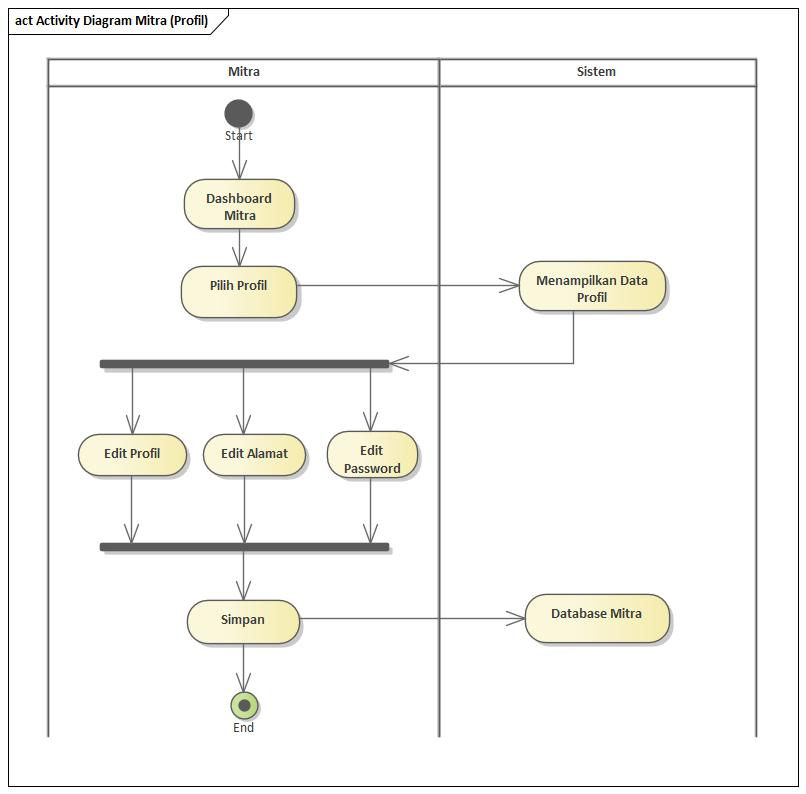 act Activity Diagram Mitra (Profil)
Mitra
Sistem
Start
Dashboard
Mitra
Pilih Profil
Menampilkan Data
Profil
Edit Profil
Edit Alamat
Edit
Password
Simpan
Database Mitra
End